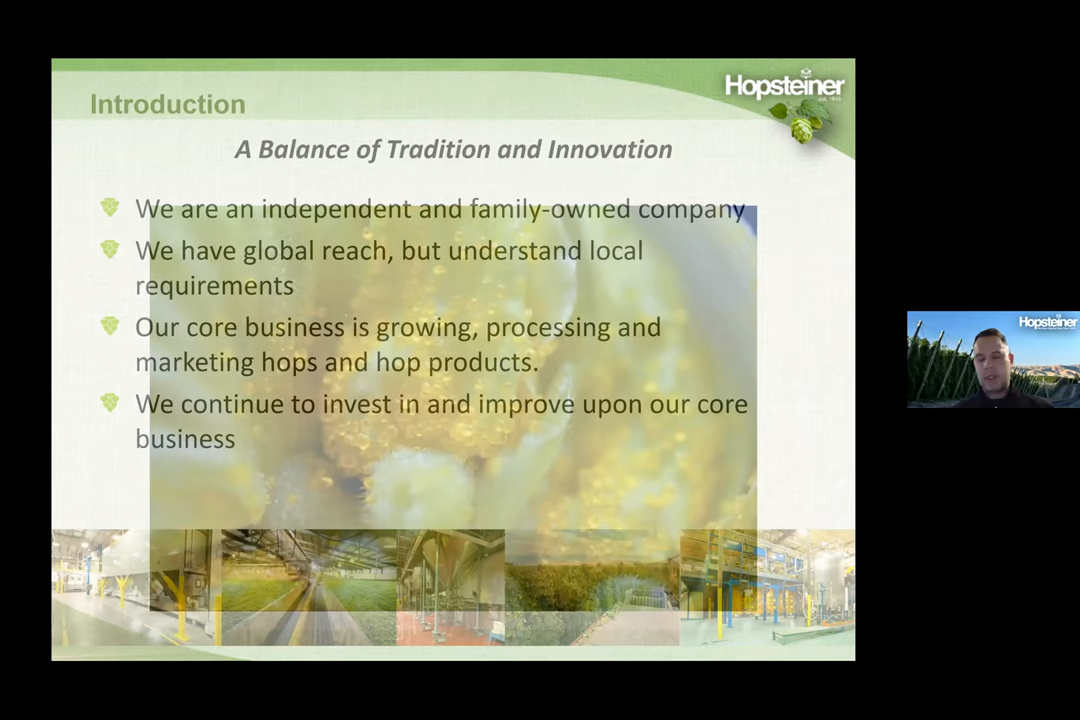 Introduction
Hopsteiner
A Balance of Tradition and Innovation
We are an independent and family-owned company
We have global reach, but understand local
requirements
Our core business is growing, processing and
marketing hops and hop products.
We continue to invest in and improve upon our core
business
Hopsteiner